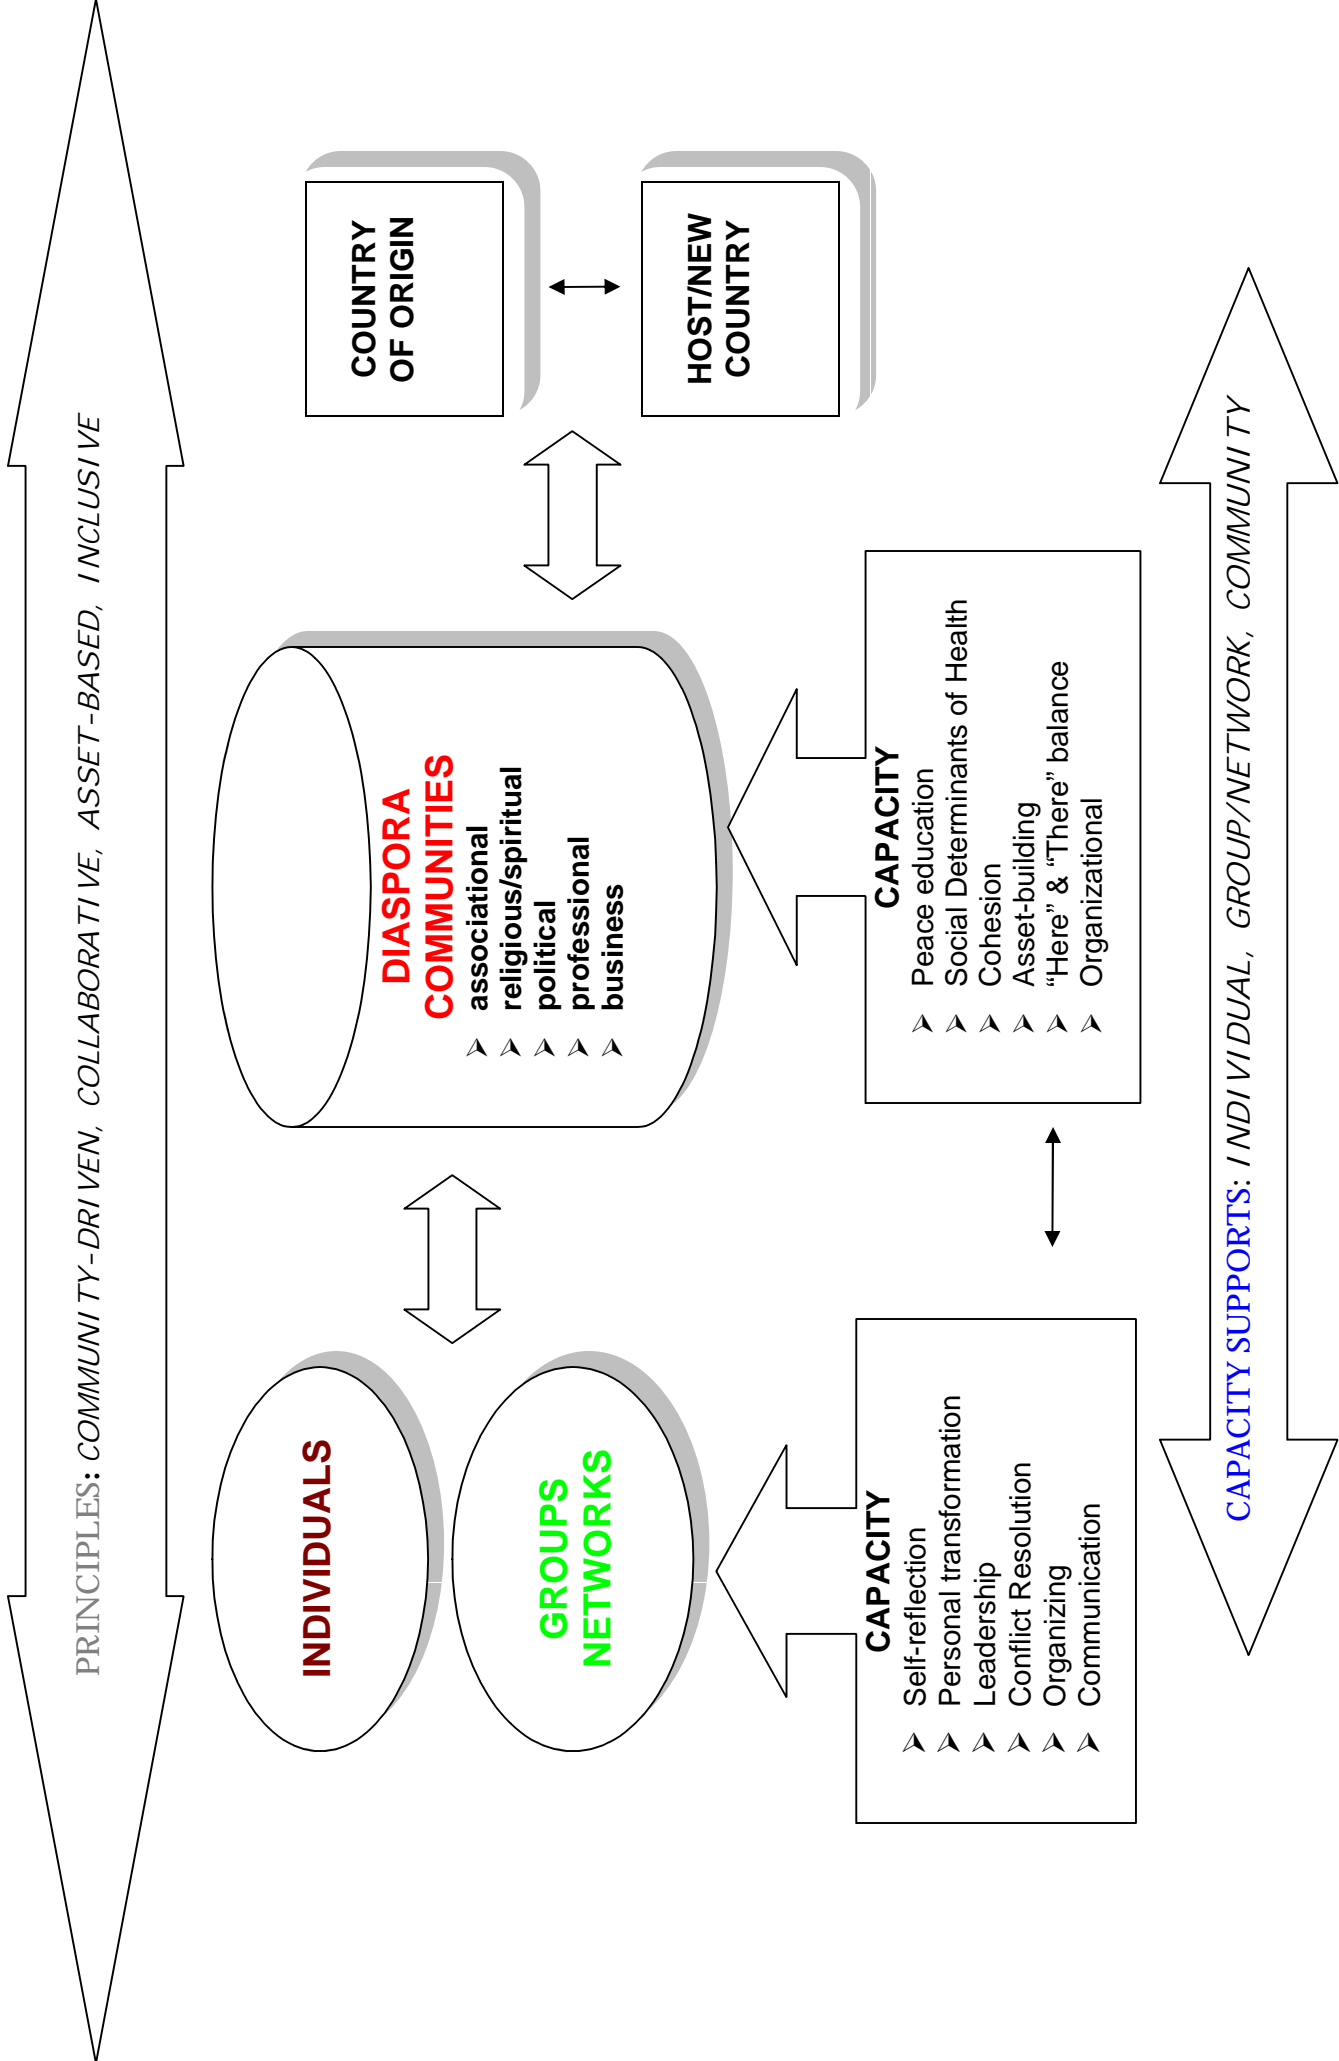 PRINCIPLES: COMMUNITY-DRIVEN, COLLABORATIVE, ASSET-BASED, INCLUSIVE
INDIVIDUALS
GROUPS
NETWORKS
DIASPORA
COMMUNITIES
➢ associational
➢ religious/spiritual
➢ political
➢ professional
➢ business
COUNTRY
OF ORIGIN
HOST/NEW
COUNTRY
CAPACITY
➢ Self-reflection
➢ Personal transformation
➢ Leadership
➢ Conflict Resolution
➢ Organizing
➢ Communication
CAPACITY
➢ Peace education
➢ Social Determinants of Health
➢ Cohesion
➢ Asset-building
➢ “Here” & “There” balance
➢ Organizational
CAPACITY SUPPORTS: INDIVIDUAL, GROUP/NETWORK, COMMUNITY